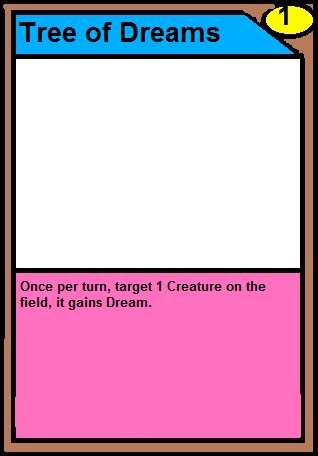 Tree of Dreams
1
Once per turn, target 1 Creature on the
field, it gains Dream.